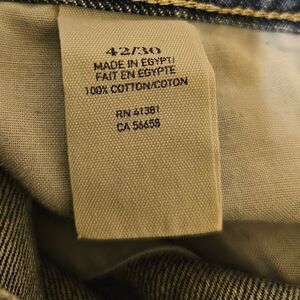 42/30
MADE IN EGYPT/
FAIT EN EGYPTE
100% COTTON/COTON
RN 41381
CA 56658